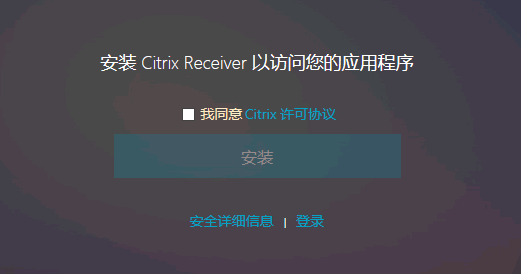 安装 Citrix Receiver 以访问您的应用程序
我同意 Citrix 许可协议
安装
安全详细信息 | 登录